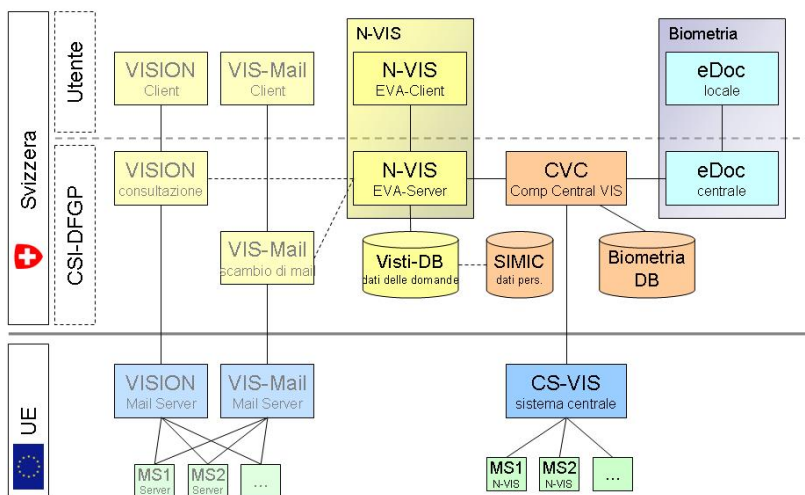 N-VIS
Biometria
Svizzera
Utente
VISION
Client
VIS-Mail
Client
N-VIS
EVA-Client
eDoc
locale
CSI-DFGP
VISION
consultazione
N-VIS
EVA-Server
CVC
Comp Central VIS
eDoc
centrale
VIS-Mail
scambio di mail
Visti-DB
dati delle domande
SIMIC
dati pers.
Biometria
DB
UE
VISION
Mail Server
VIS-Mail
Mail Server
CS-VIS
sistema centrale
MS1
Server
MS2
Server
...
MS1
N-VIS
MS2
N-VIS
...